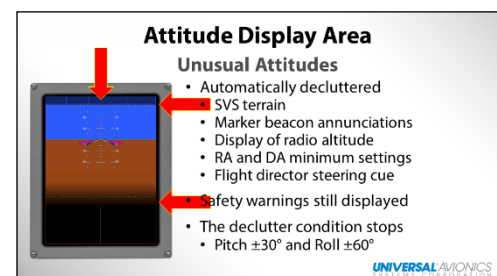 Attitude Display Area
Unusual Attitudes
• Automatically decluttered
• SVS terrain
• Marker beacon annunciations
• Display of radio altitude
• RA and DA minimum settings
• Flight director steering cue
• Safety warnings still displayed
• The declutter condition stops
• Pitch ±30° and Roll ±60°
UNIVERSAL AVIONICS
SYSTEMS CORPORATION